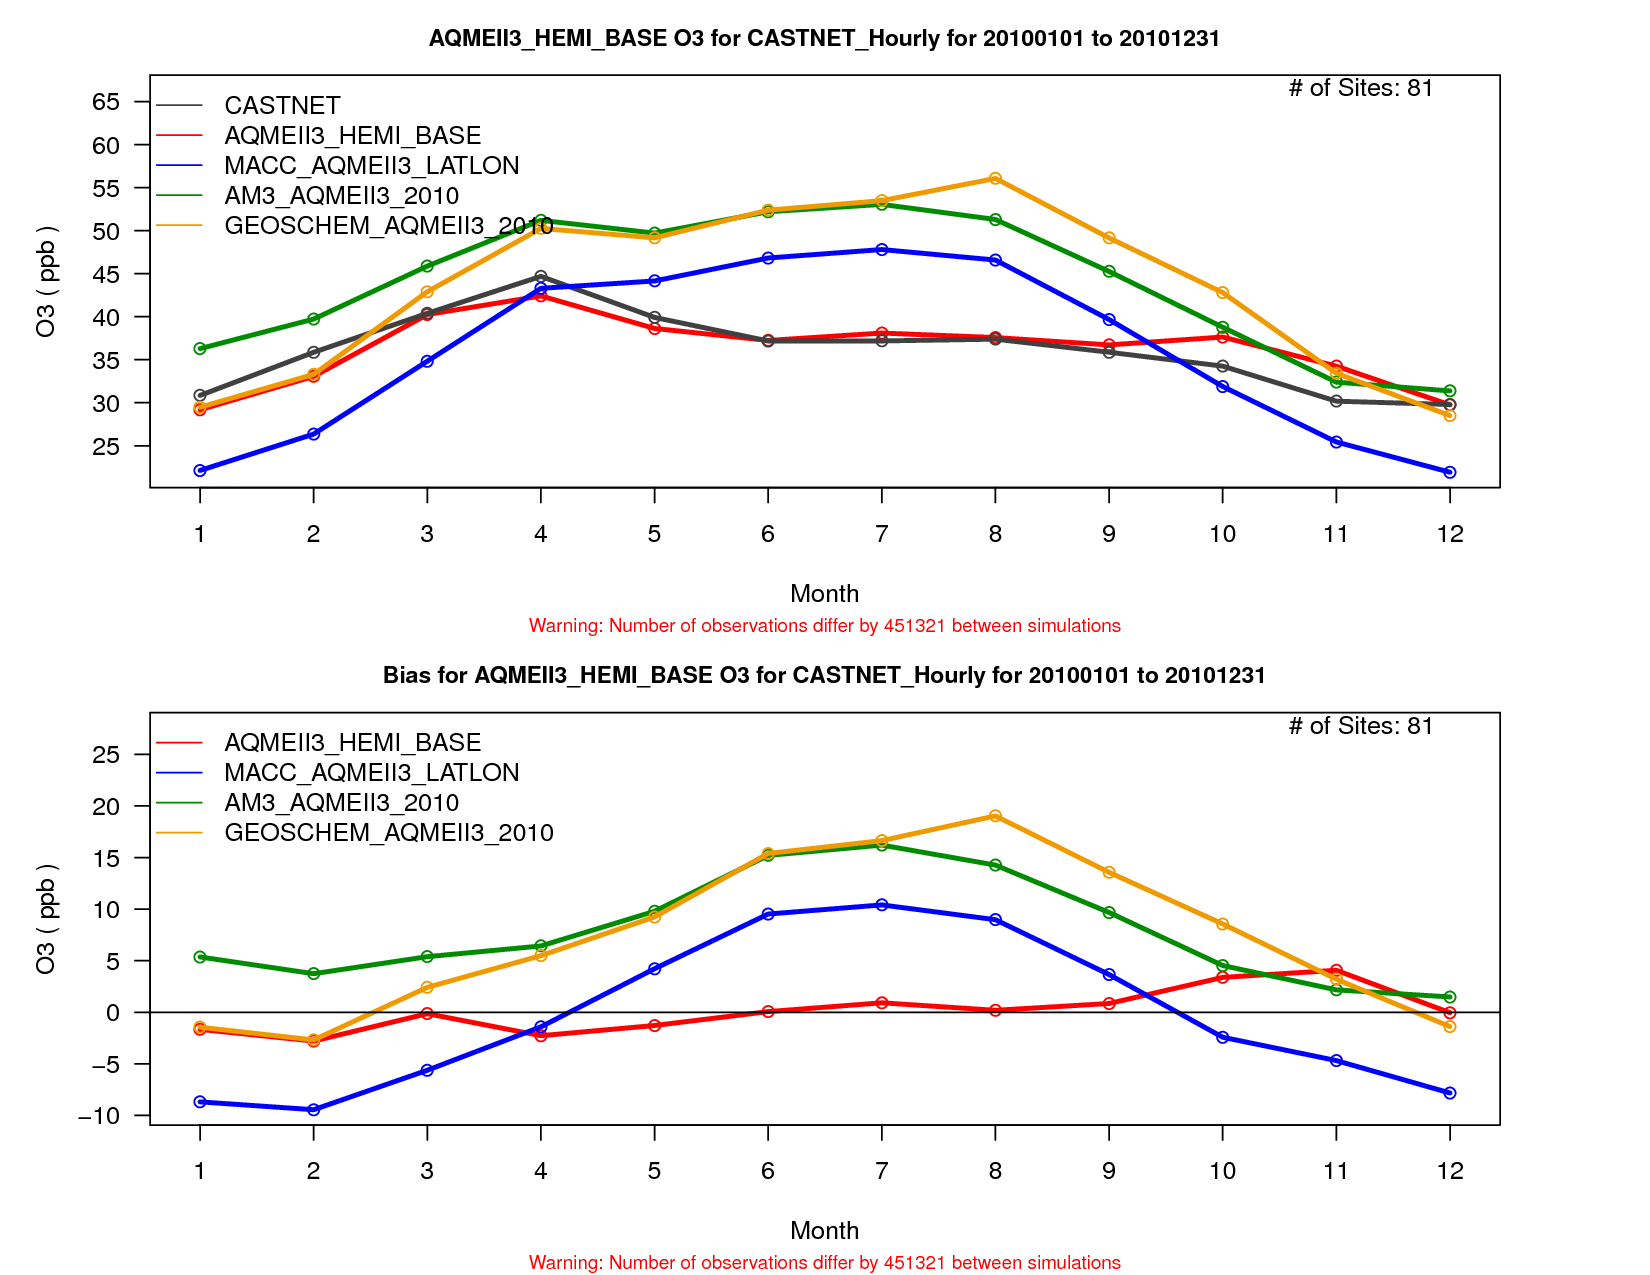 AQMEII3_HEMI_BASE O3 for CASTNET_Hourly for 20100101 to 20101231
# of Sites: 81
CASTNET
AQMEII3_HEMI_BASE
MACC_AQMEII3_LATLON
AM3_AQMEII3_2010
GEOSCHEM_AQMEII3_2010
65
60
55
50
45
40
35
30
25
O3 ( ppb )
1 2 3 4 5 6 7 8 9 10 11 12
Month
Warning: Number of observations differ by 451321 between simulations
Bias for AQMEII3_HEMI_BASE O3 for CASTNET_Hourly for 20100101 to 20101231
# of Sites: 81
AQMEII3_HEMI_BASE
MACC_AQMEII3_LATLON
AM3_AQMEII3_2010
GEOSCHEM_AQMEII3_2010
25
20
15
10
5
0
−5
−10
O3 ( ppb )
1 2 3 4 5 6 7 8 9 10 11 12
Month
Warning: Number of observations differ by 451321 between simulations